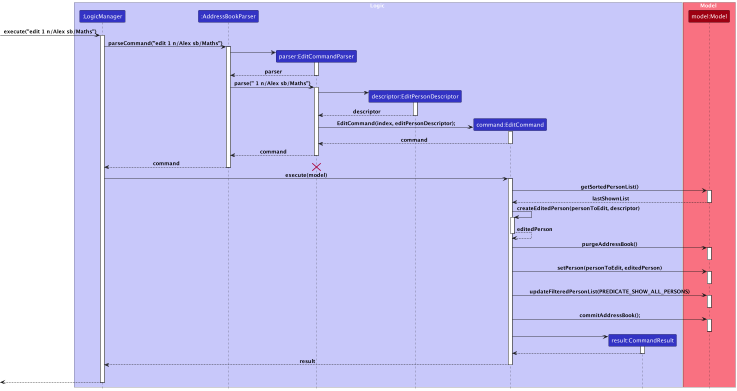 Logic
Model
:LogicManager
:AddressBookParser
model:Model
execute("edit 1 n/Alex sb/Maths")
parseCommand("edit 1 n/Alex sb/Maths")
parser:EditCommandParser
parser
parse(" 1 n/Alex sb/Maths")
descriptor:EditPersonDescriptor
descriptor
EditCommand(index, editPersonDescriptor);
command:EditCommand
command
command
command
execute(model)
getSortedPersonList()
lastShownList
createEditedPerson(personToEdit, descriptor)
editedPerson
purgeAddressBook()
setPerson(personToEdit, editedPerson)
updateFilteredPersonList(PREDICATE_SHOW_ALL_PERSONS)
commitAddressBook();
result:CommandResult
result